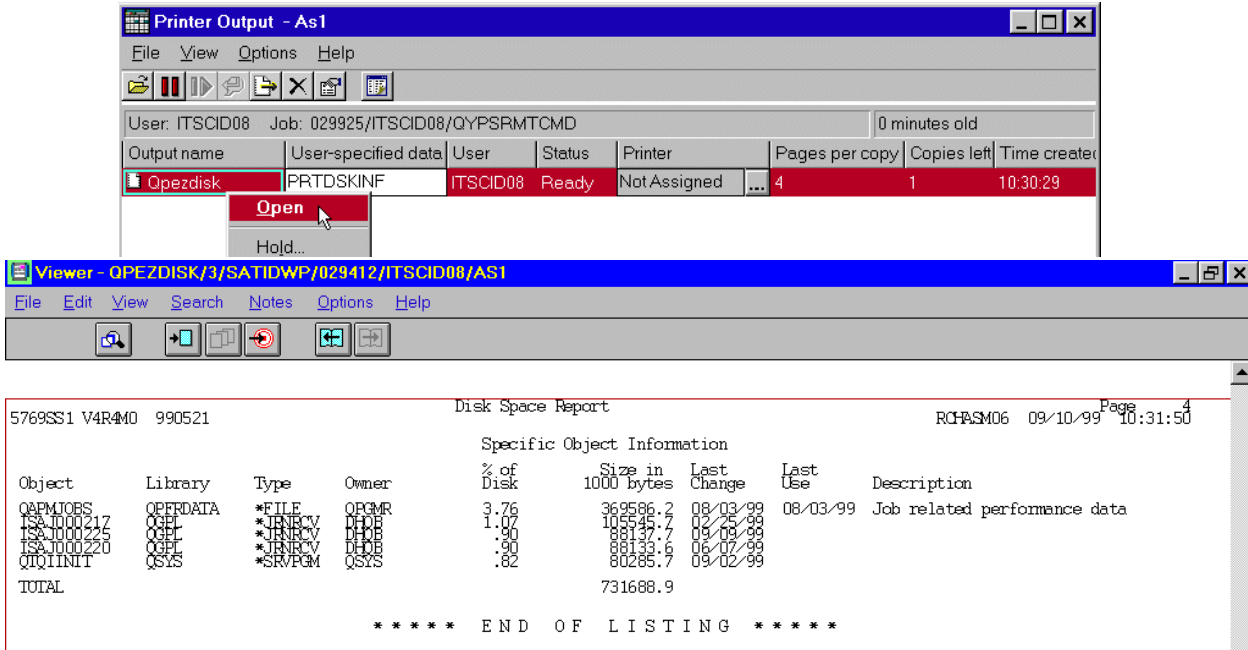 Printer Output - As1
File View Options Help
User: ITSCID08 Job: 029925/ITSCID08/QYPSRMTCMD 0 minutes old
Output name User-specified data User Status Printer Pages per copy Copies left Time created
Qpezdisk PRTDSKINF ITSCID08 Ready Not Assigned ... 4 1 10:30:29
Open
Hold...
Viewer - QPEZDISK/3/SATIDWP/029412/ITSCID08/AS1
File Edit View Search Notes Options Help
Disk Space Report Page 4
5769SS1 V4R4M0 990521 RCHASM06 09/10/99 10:31:50
Specific Object Information
% of Size in Last Last
Object Library Type Owner Disk 1000 bytes Change Use Description
QAPMJOBS QPFRDATA *FILE QPGMR 3.76 369586.2 08/03/99 08/03/99 Job related performance data
ISAJ000217 QGPL *JRNRCV DHOB 1.07 105545.7 02/25/99
ISAJ000225 QGPL *JRNRCV DHOB .90 88137.7 09/09/99
ISAJ000220 QGPL *JRNRCV DHOB .90 88133.6 06/07/99
QTQIINIT QSYS *SRVPGM QSYS .82 80285.7 09/02/99
TOTAL 731688.9
* * * * * E N D O F L I S T I N G * * * * *